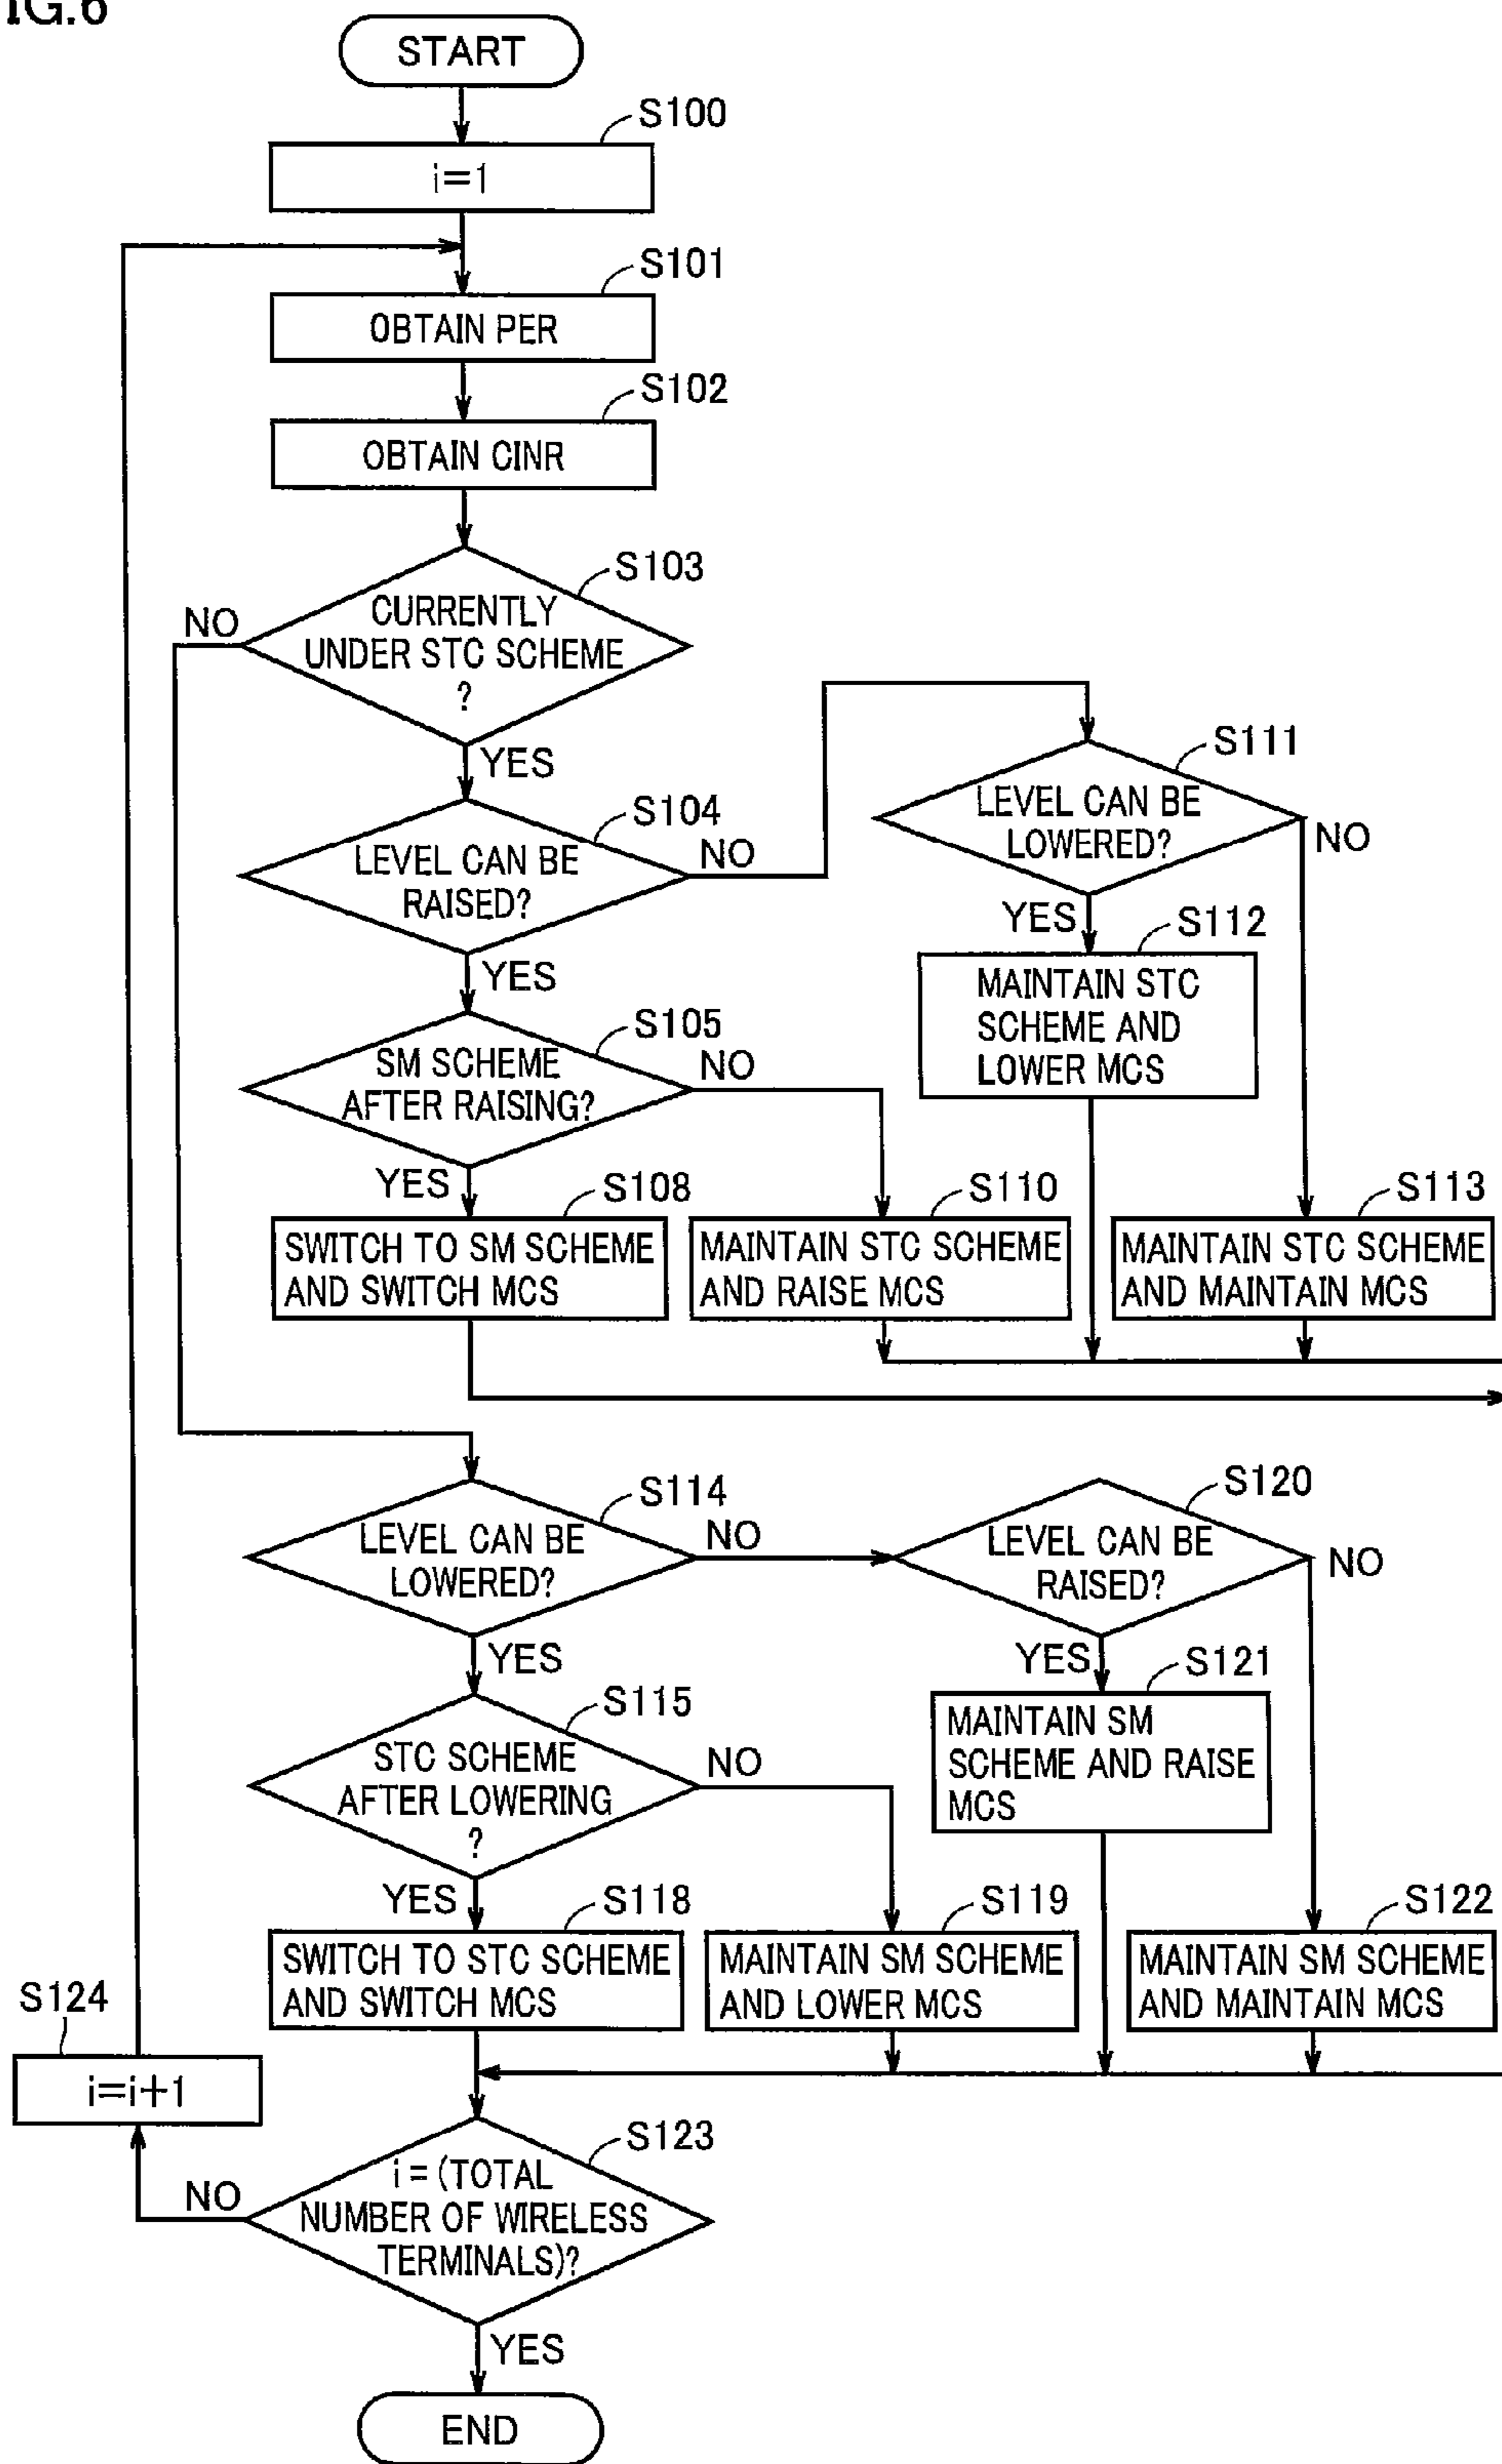 IG.6
START
S100
i=1
S101
OBTAIN PER
S102
OBTAIN CINR
S103
CURRENTLY
UNDER STC SCHEME
?
NO
YES
S104
LEVEL CAN BE
RAISED?
NO
YES
S111
LEVEL CAN BE
LOWERED?
NO
YES
S112
MAINTAIN STC
SCHEME AND
LOWER MCS
S105
SM SCHEME
AFTER RAISING?
NO
YES
S108
SWITCH TO SM SCHEME
AND SWITCH MCS
S110
MAINTAIN STC SCHEME
AND RAISE MCS
S113
MAINTAIN STC SCHEME
AND MAINTAIN MCS
S114
LEVEL CAN BE
LOWERED?
NO
YES
S120
LEVEL CAN BE
RAISED?
NO
YES
S121
MAINTAIN SM
SCHEME AND RAISE
MCS
S115
STC SCHEME
AFTER LOWERING
?
NO
YES
S118
SWITCH TO STC SCHEME
AND SWITCH MCS
S119
MAINTAIN SM SCHEME
AND LOWER MCS
S122
MAINTAIN SM SCHEME
AND MAINTAIN MCS
S124
i=i+1
S123
i = (TOTAL
NUMBER OF WIRELESS
TERMINALS)?
NO
YES
END